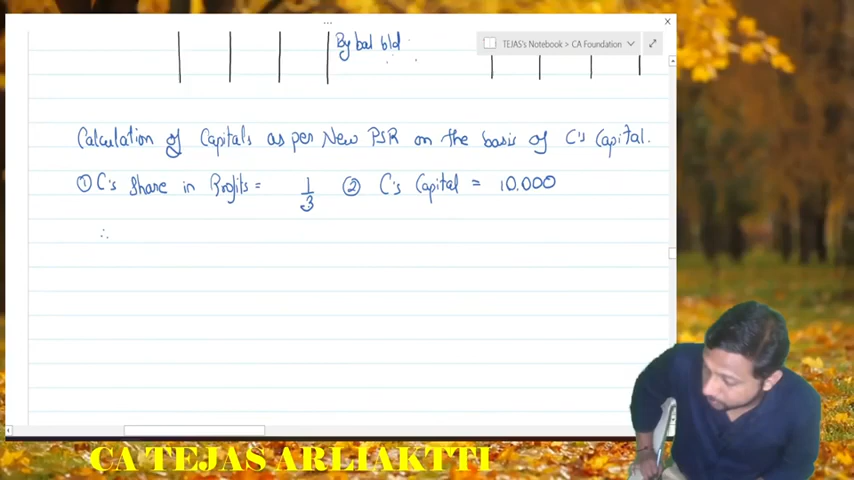 By bal b|d
TEJAS's Notebook > CA Foundation
Calculation of Capitals as per New PSR on the basis of C's Capital.
① C's Share in Profits = 1/3 ② C's Capital = 10,000
∴
CA TEJAS ARLIAKTTI